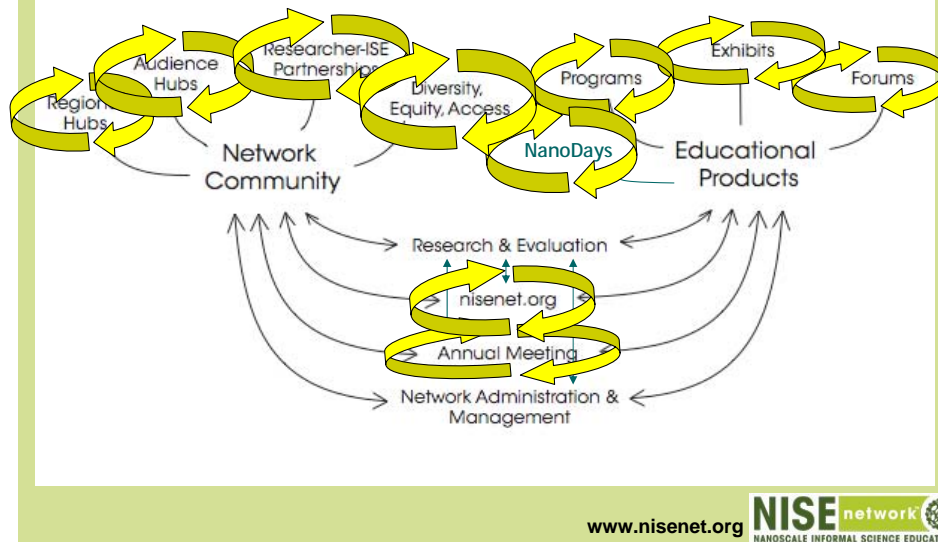 Regional
Hubs
Audience
Hubs
Researcher-ISE
Partnerships
Diversity,
Equity, Access
Programs
Exhibits
Forums
NanoDays
Network
Community
Educational
Products
Research & Evaluation
nisenet.org
Annual Meeting
Network Administration &
Management
www.nisenet.org
NISE network
NANOSCALE INFORMAL SCIENCE